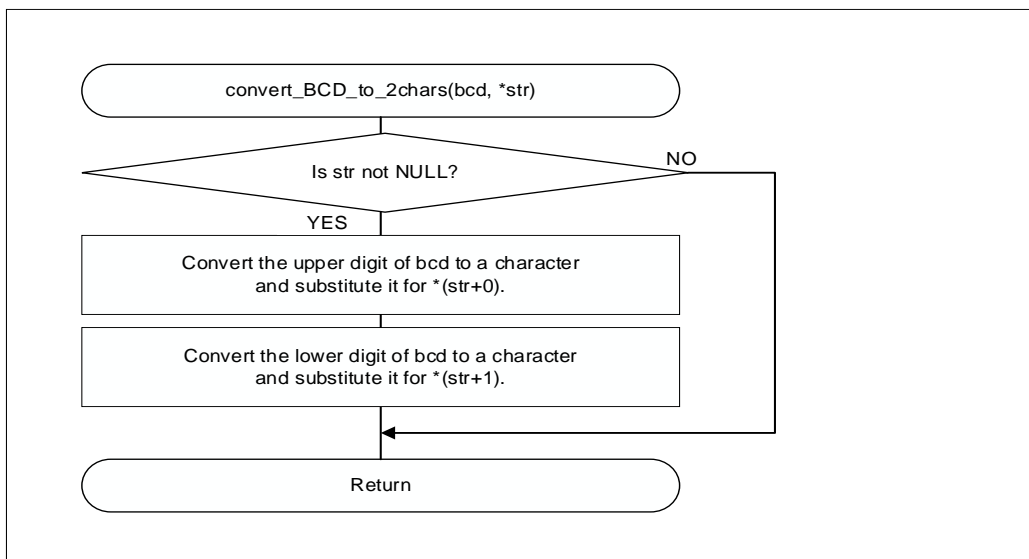 convert_BCD_to_2chars(bcd, *str)
Is str not NULL?
NO
YES
Convert the upper digit of bcd to a character
and substitute it for *(str+0).
Convert the lower digit of bcd to a character
and substitute it for *(str+1).
Return